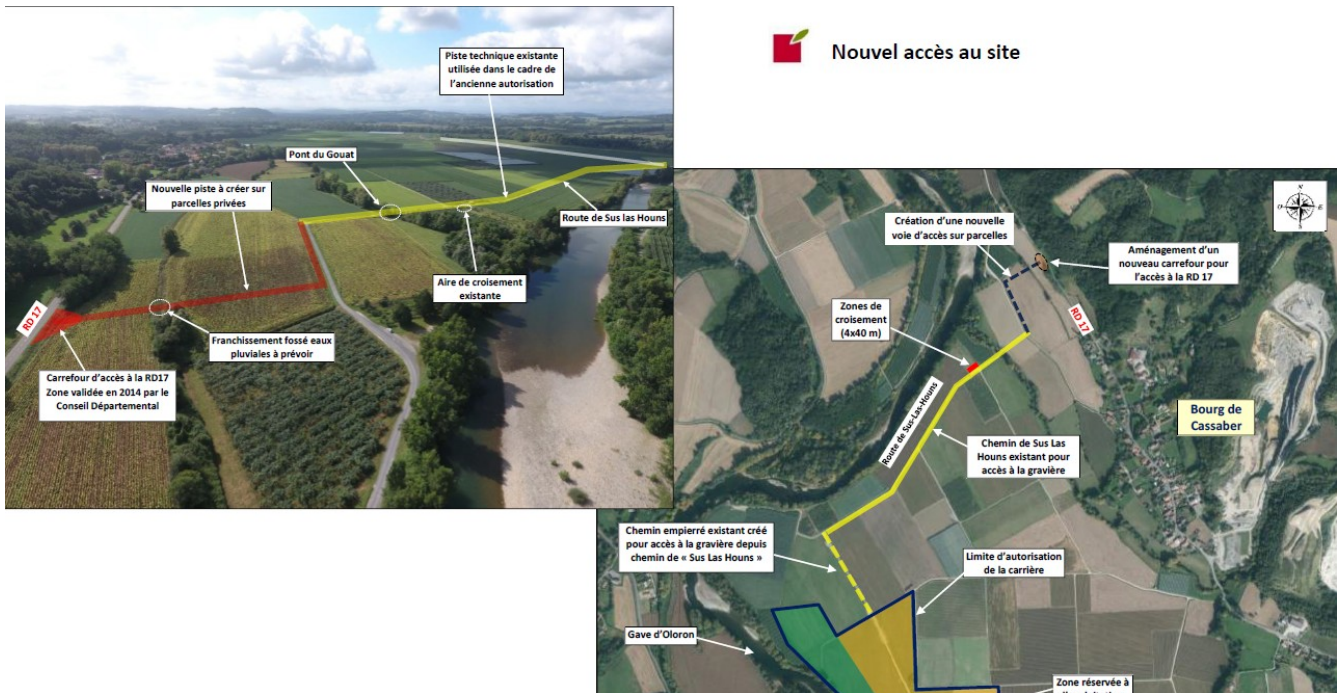 Nouvel accès au site
Piste technique existante
utilisée dans le cadre de
l'ancienne autorisation
Pont du Gouat
Nouvelle piste à créer sur
parcelles privées
Route de Sus las Houns
Aire de croisement
existante
RD 17
Franchissement fossé eaux
pluviales à prévoir
Carrefour d'accès à la RD17
Zone validée en 2014 par le
Conseil Départemental
Création d'une nouvelle
voie d'accès sur parcelles
N
O
E
S
Aménagement d'un
nouveau carrefour pour
l'accès à la RD 17
Zones de
croisement
(4x40 m)
RD 17
Route de Sus-Las-Houns
Bourg de
Cassaber
Chemin de Sus Las
Houns existant pour
accès à la gravière
Chemin empierré existant créé
pour accès à la gravière depuis
chemin de « Sus Las Houns »
Limite d'autorisation
de la carrière
Gave d'Oloron
Zone réservée à